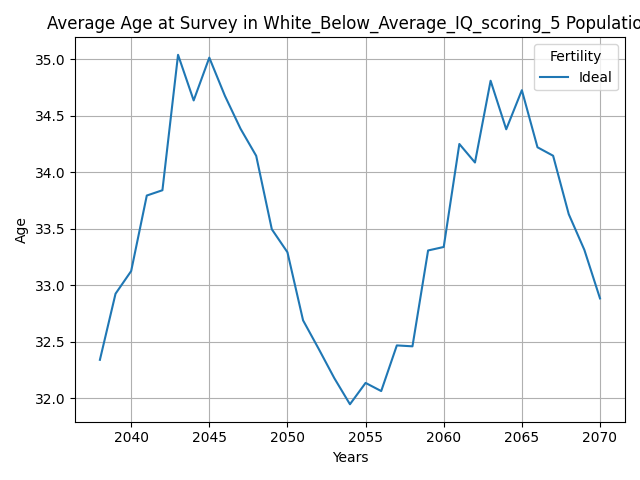 Average Age at Survey in White_Below_Average_IQ_scoring_5 Populatio
Fertility
Ideal
Age
35.0
34.5
34.0
33.5
33.0
32.5
32.0
2040 2045 2050 2055 2060 2065 2070
Years